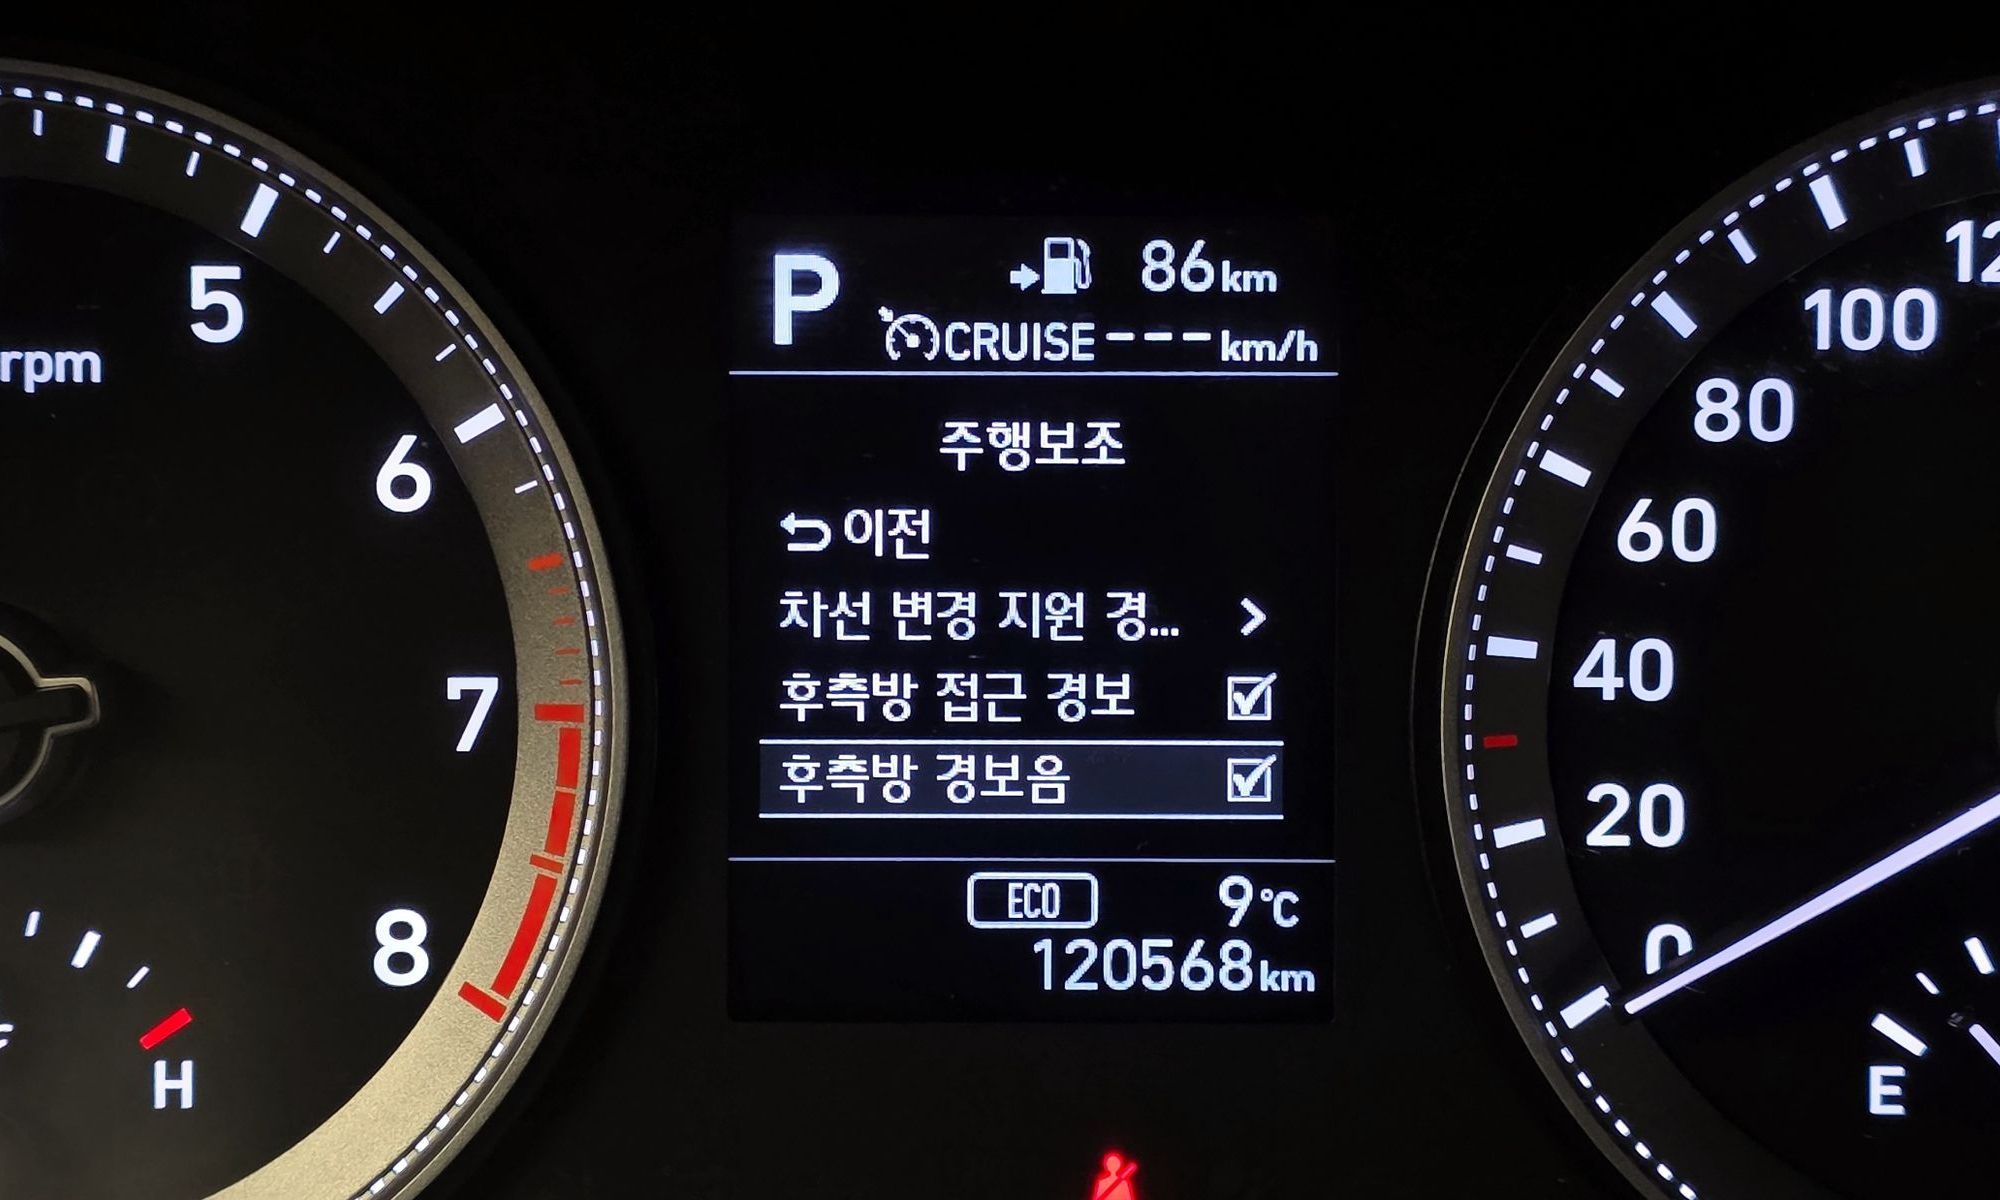 P
86km
CRUISE ---km/h
주행보조
이전
차선 변경 지원 경...
후측방 접근 경보
후측방 경보음
ECO
9°C
120568km
rpm
5
6
7
8
H
12
100
80
60
40
20
0
E